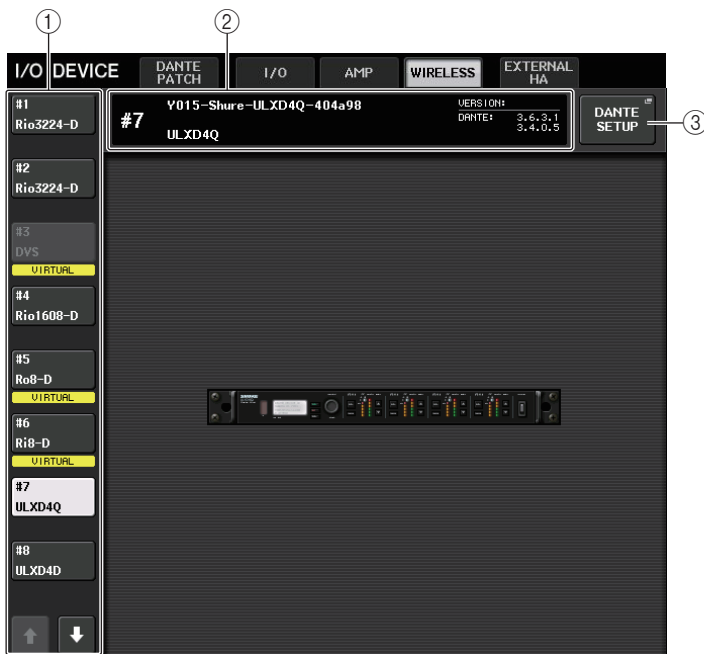 ① ②
I/O DEVICE DANTE PATCH I/O AMP WIRELESS EXTERNAL HA
#1
Rio3224-D
#2
Rio3224-D
#3
DVS
VIRTUAL
#4
Rio1608-D
#5
Ro8-D
VIRTUAL
#6
Ri8-D
VIRTUAL
#7
ULXD4Q
#8
ULXD4D
#7
Y015-Shure-ULXD4Q-404a98
ULXD4Q
VERSION:
DANTE: 3.6.3.1
3.4.0.5
DANTE
SETUP
③